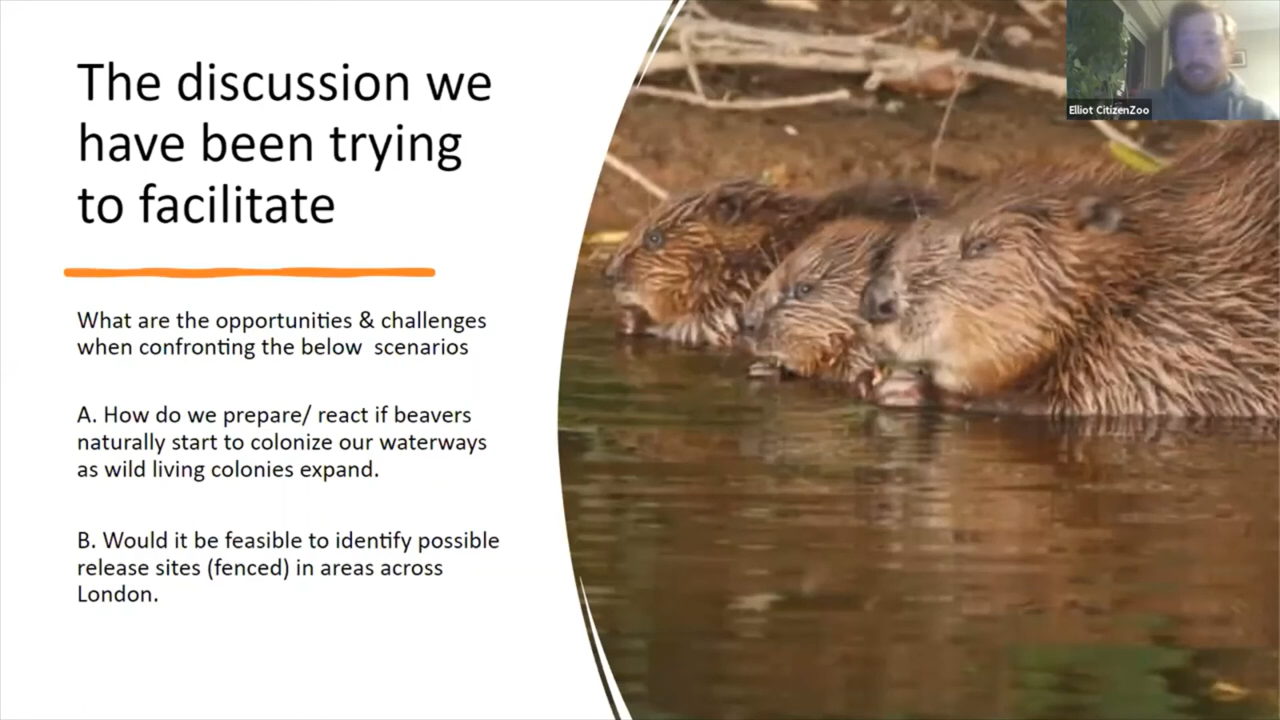 The discussion we
have been trying
to facilitate
What are the opportunities & challenges
when confronting the below  scenarios
A. How do we prepare/ react if beavers
naturally start to colonize our waterways
as wild living colonies expand.
B. Would it be feasible to identify possible
release sites (fenced) in areas across
London.
Elliot CitizenZoo